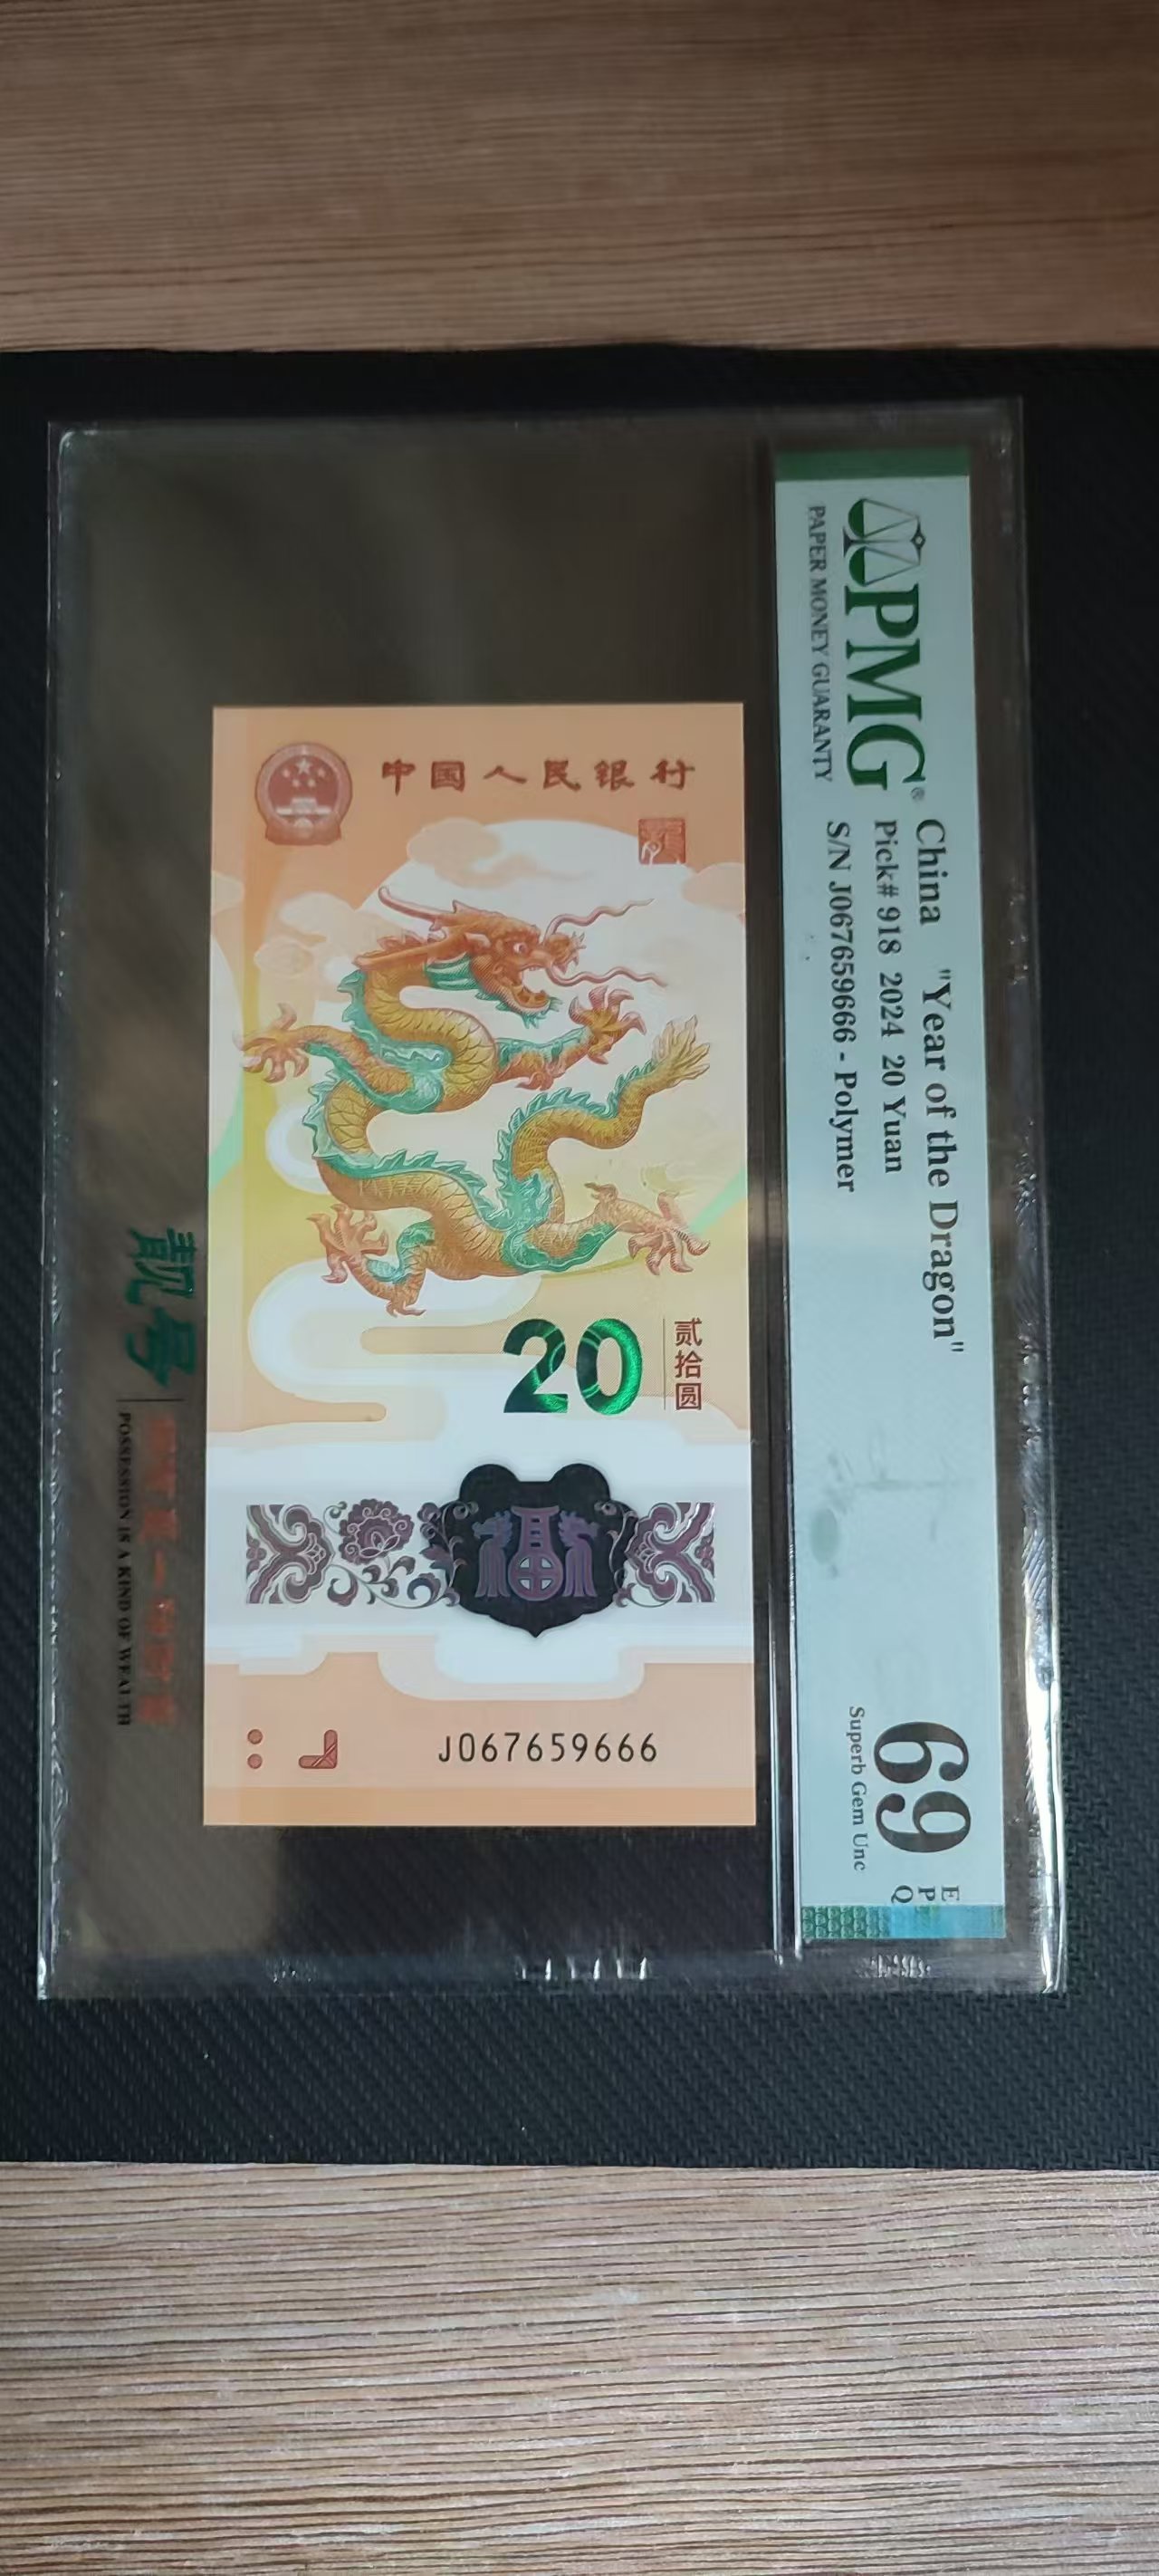 PMG®
PAPER MONEY GUARANTY
China "Year of the Dragon"
Pick# 918 2024 20 Yuan
S/N J067659666 - Polymer
69
EPQ
Superb Gem Unc
中国人民银行
20
贰拾圆
福
J067659666
靓号
POSSESSION IS A KIND OF WEALTH